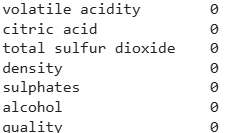 volatile acidity 0
citric acid 0
total sulfur dioxide 0
density 0
sulphates 0
alcohol 0
quality 0